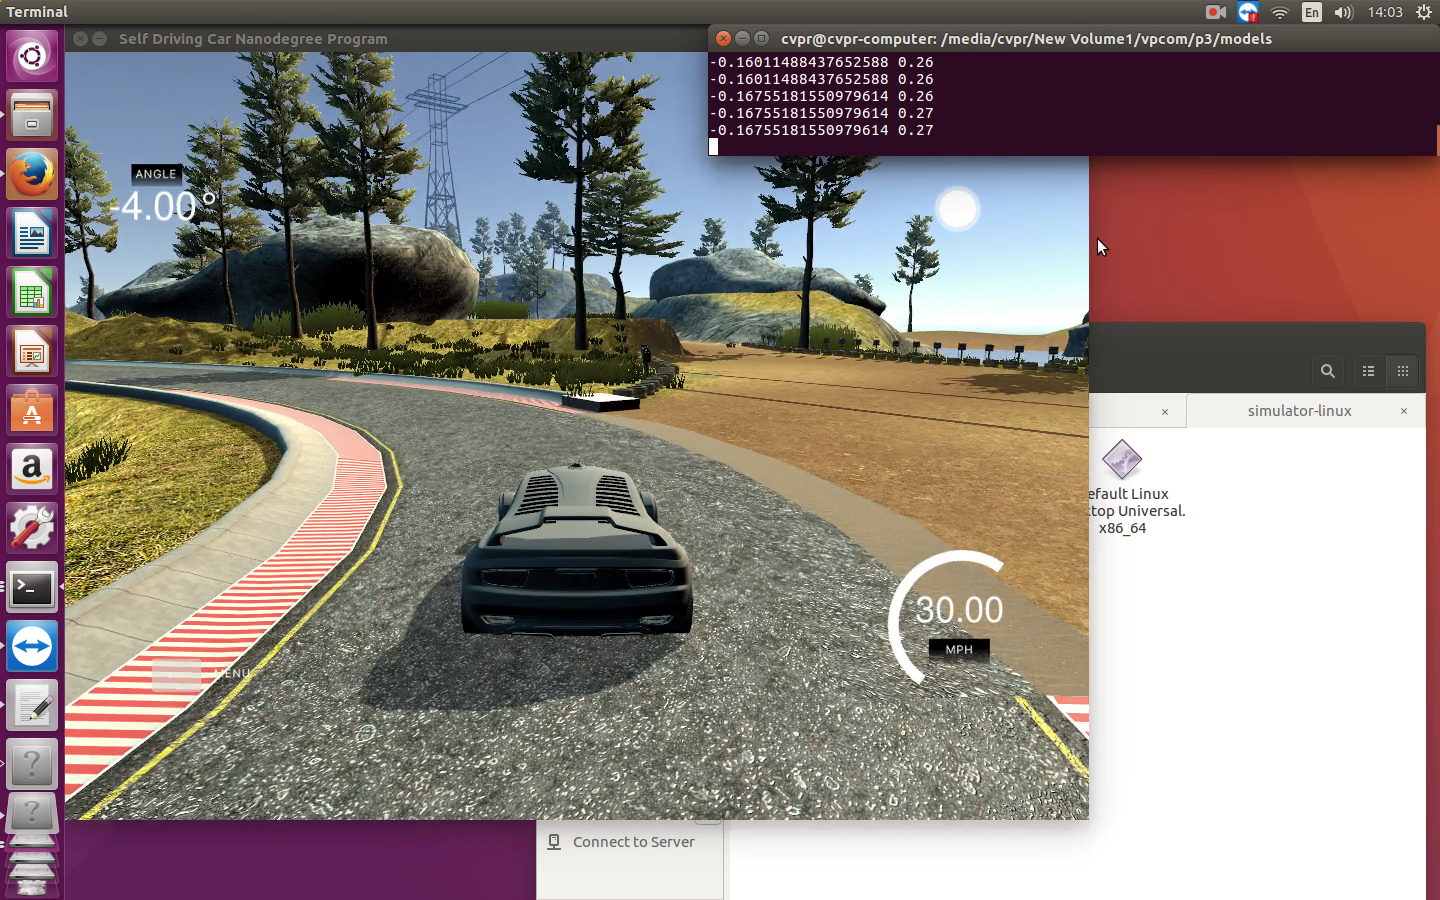 Terminal
En
14:03
Self Driving Car Nanodegree Program
cvpr@cvpr-computer: /media/cvpr/New Volume1/vpcom/p3/models
-0.16011488437652588 0.26
-0.16011488437652588 0.26
-0.16755181550979614 0.26
-0.16755181550979614 0.27
-0.16755181550979614 0.27
ANGLE
-4.00°
simulator-linux
efault Linux
top Universal.
x86_64
30.00
MPH
MENU
Connect to Server